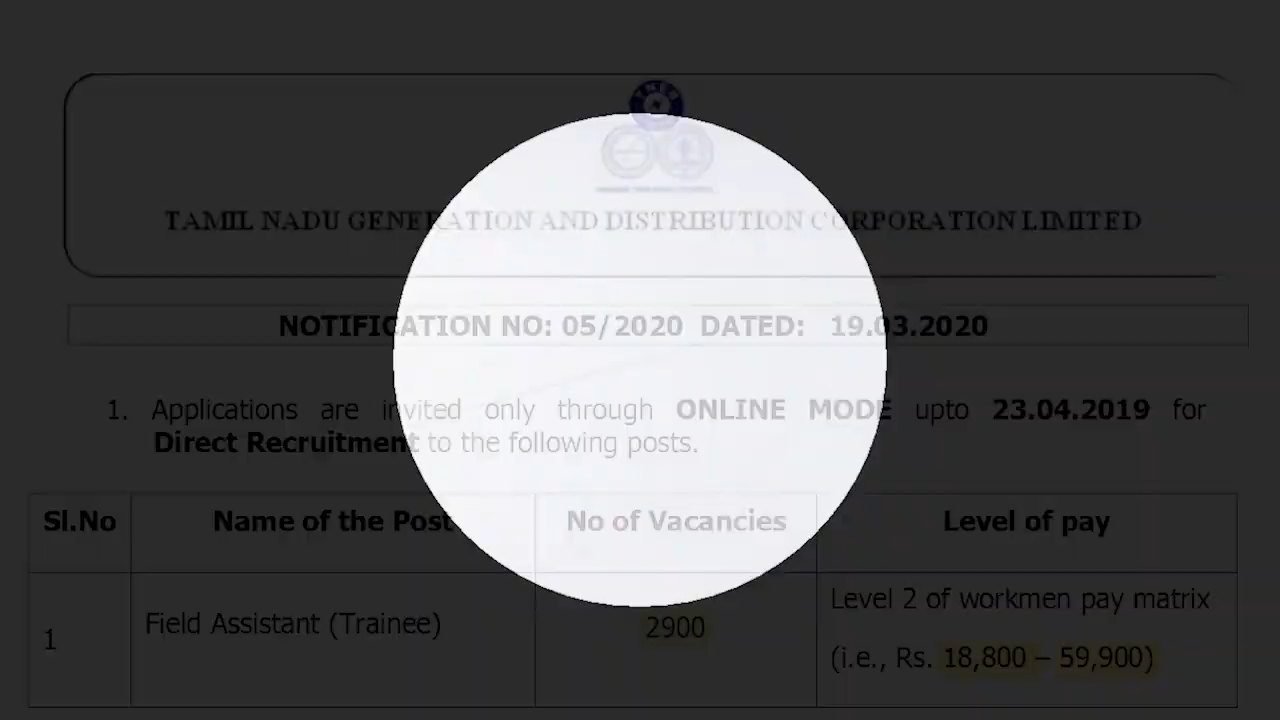 TNEB
TAMIL NADU GENERATION AND DISTRIBUTION CORPORATION LIMITED
NOTIFICATION NO: 05/2020 DATED: 19.03.2020
1. Applications are invited only through ONLINE MODE upto 23.04.2019 for
Direct Recruitment to the following posts.
Sl.No Name of the Post No of Vacancies Level of pay
1 Field Assistant (Trainee) 2900 Level 2 of workmen pay matrix
(i.e., Rs. 18,800 – 59,900)